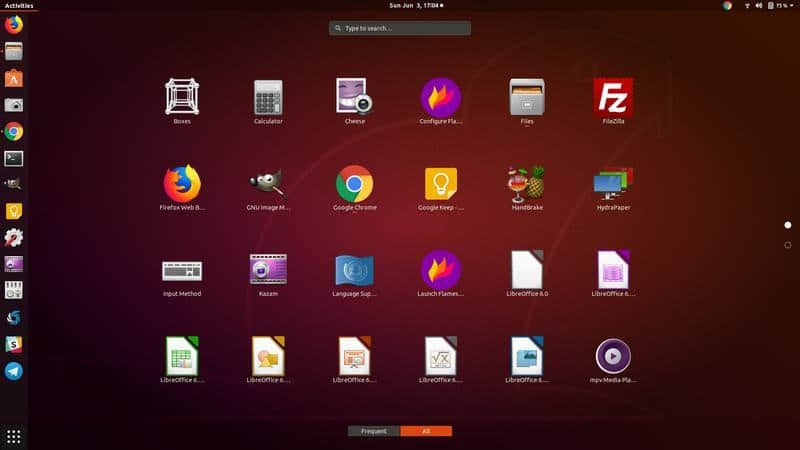 Activities
Sun Jun 3, 17:04
75 %
Type to search…
Boxes
Calculator
Cheese
Configure Fla…
Files
FileZilla
Firefox Web B…
GNU Image M…
Google Chrome
Google Keep -…
HandBrake
HydraPaper
Input Method
Kazam
Language Sup…
Launch Flames…
LibreOffice 6.0
LibreOffice 6.…
LibreOffice 6.…
LibreOffice 6.…
LibreOffice 6.…
LibreOffice 6.…
LibreOffice 6.…
mpv Media Pla…
Frequent
All